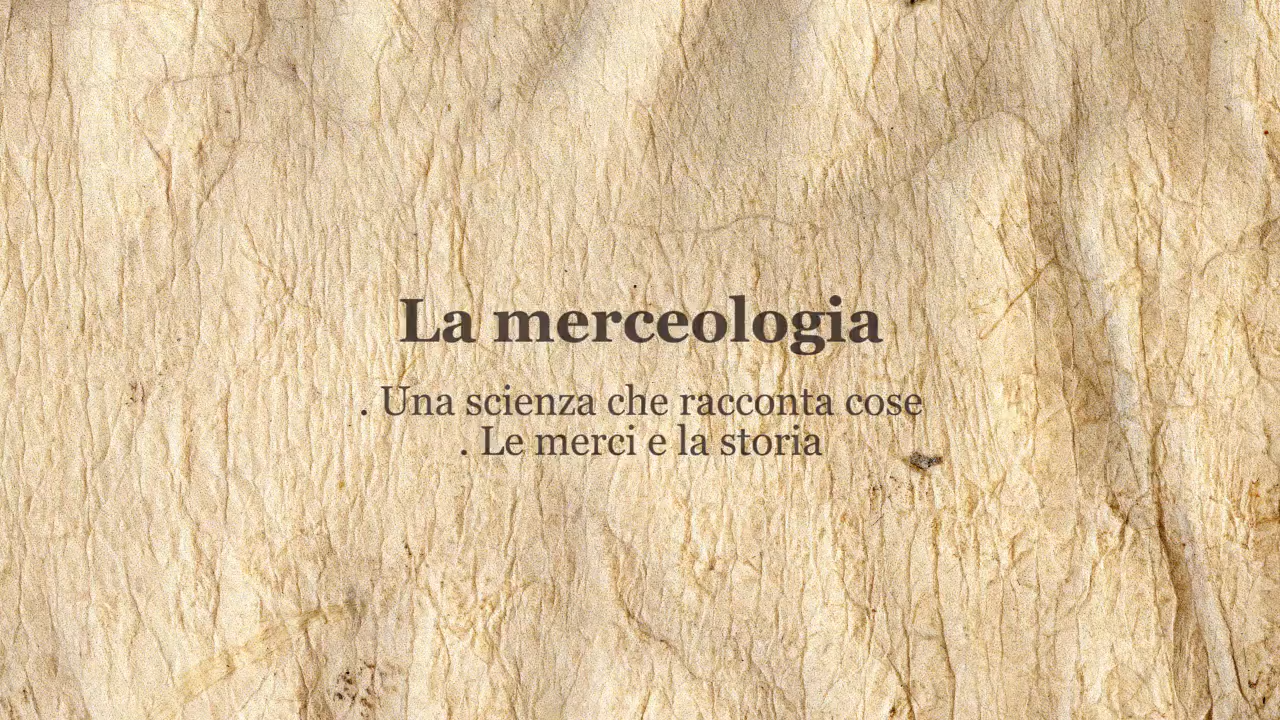 La merceologia
. Una scienza che racconta cose
. Le merci e la storia